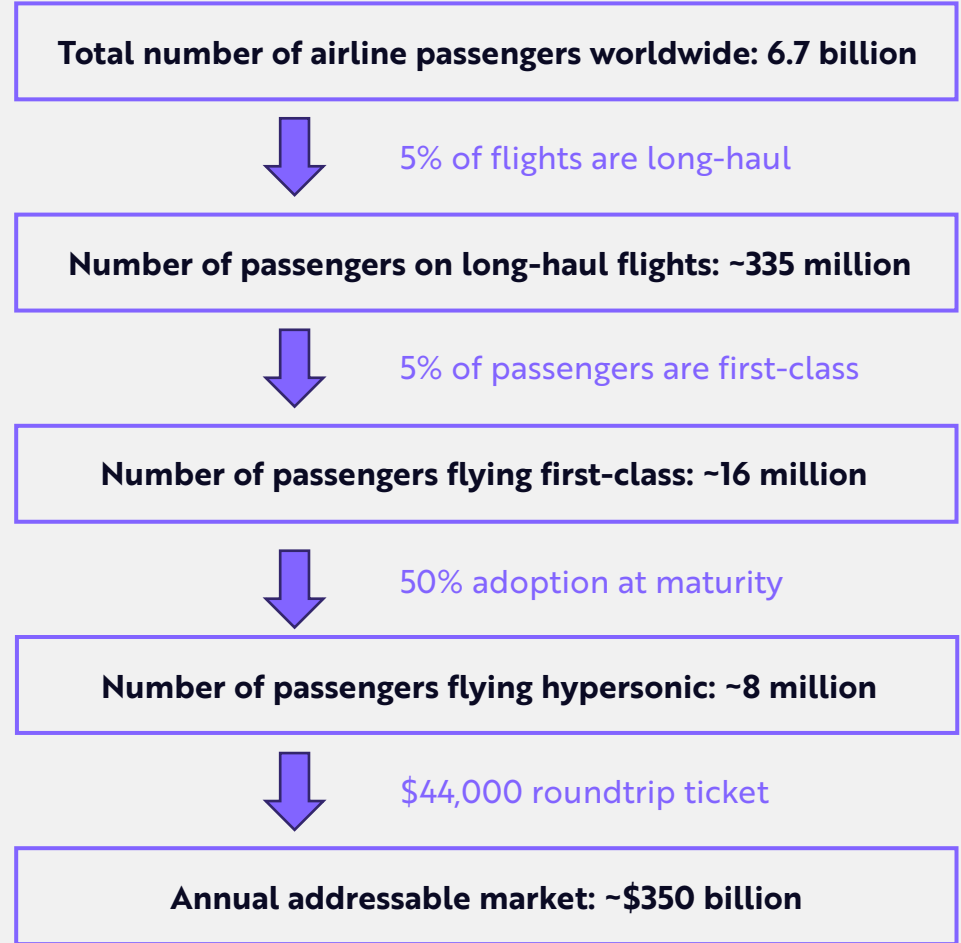 Total number of airline passengers worldwide: 6.7 billion
5% of flights are long-haul
Number of passengers on long-haul flights: ~335 million
5% of passengers are first-class
Number of passengers flying first-class: ~16 million
50% adoption at maturity
Number of passengers flying hypersonic: ~8 million
$44,000 roundtrip ticket
Annual addressable market: ~$350 billion